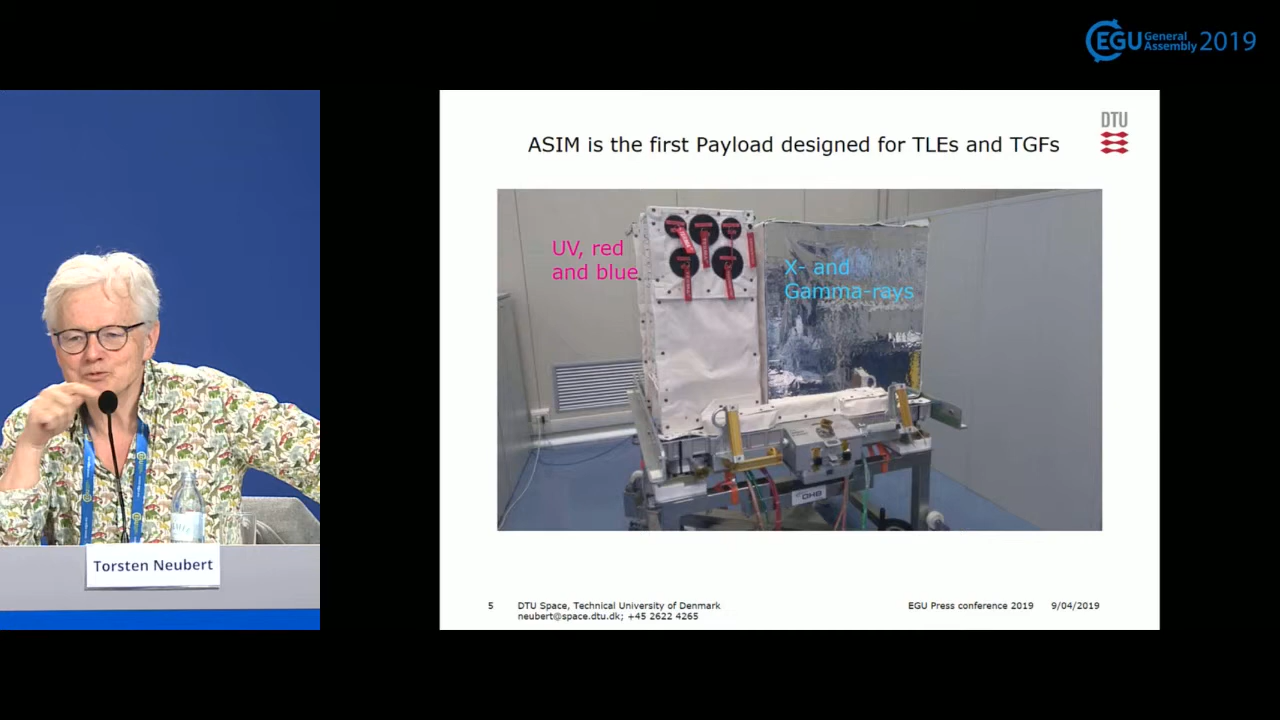 EGU General
Assembly 2019
DTU
ASIM is the first Payload designed for TLEs and TGFs
UV, red
and blue
X- and
Gamma-rays
OHB
Torsten Neubert
5 DTU Space, Technical University of Denmark EGU Press conference 2019 9/04/2019
neubert@space.dtu.dk; +45 2622 4265